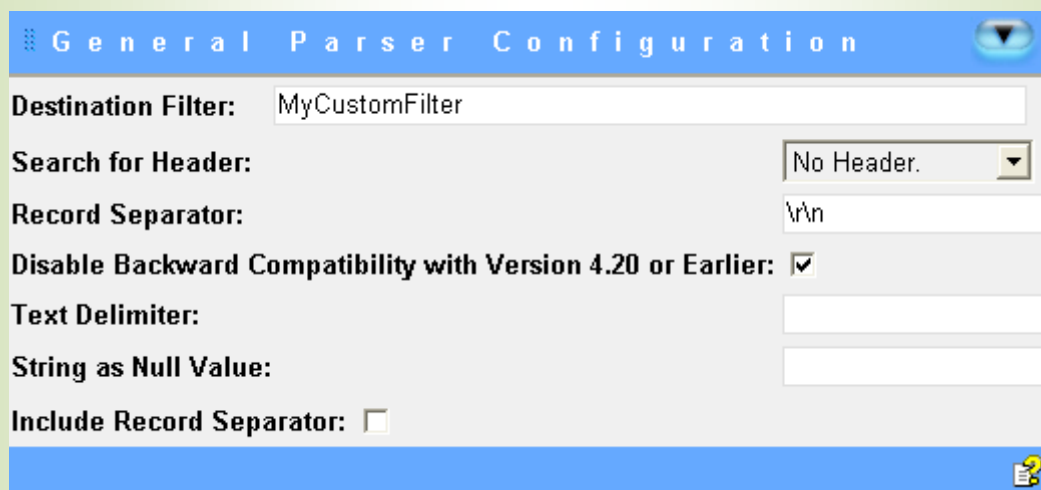 General Parser Configuration
Destination Filter: MyCustomFilter
Search for Header: No Header.
Record Separator: \r\n
Disable Backward Compatibility with Version 4.20 or Earlier:
Text Delimiter:
String as Null Value:
Include Record Separator: